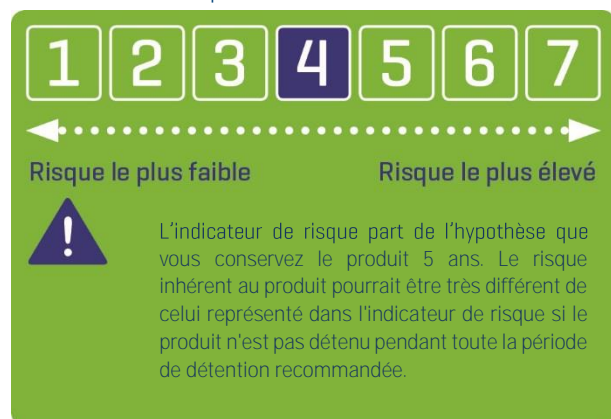 1 2 3 4 5 6 7
Risque le plus faible Risque le plus élevé
!
L'indicateur de risque part de l'hypothèse que
vous conservez le produit 5 ans. Le risque
inhérent au produit pourrait être très différent de
celui représenté dans l'indicateur de risque si le
produit n'est pas détenu pendant toute la période
de détention recommandée.